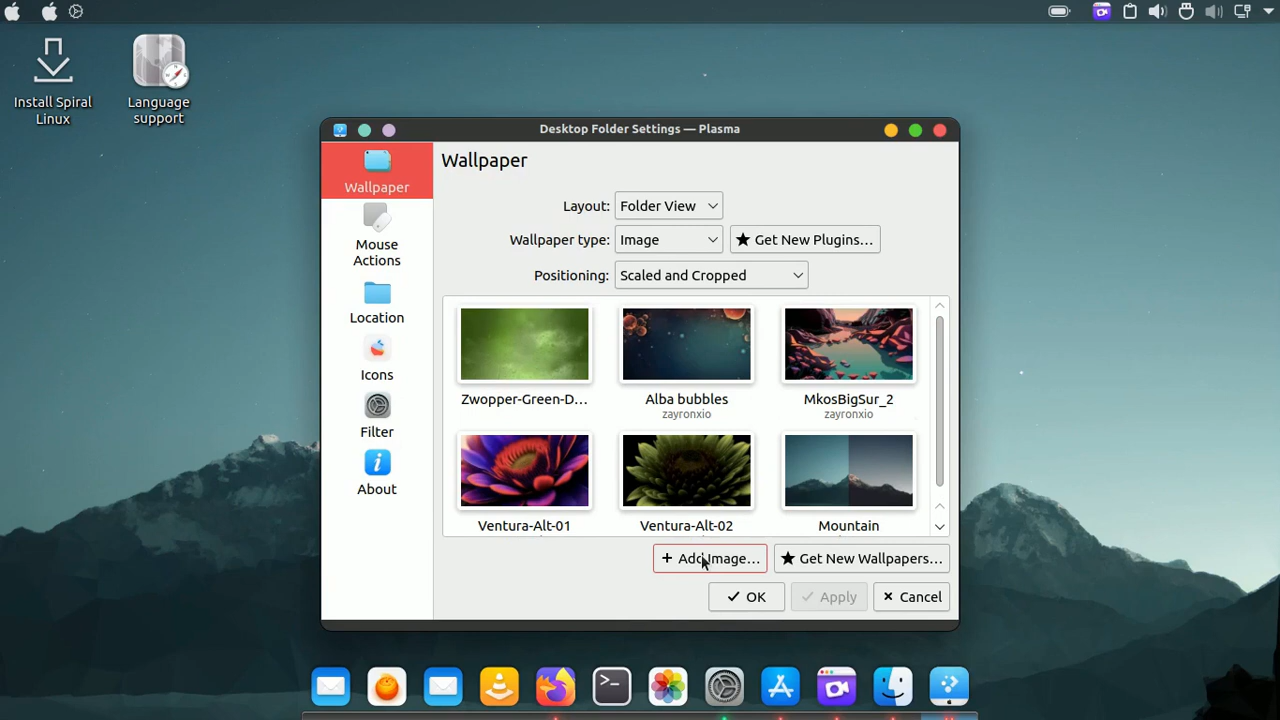 Install Spiral
Linux
Language
support
Desktop Folder Settings — Plasma
Wallpaper
Mouse
Actions
Location
Icons
Filter
About
Wallpaper
Layout: Folder View
Wallpaper type: Image ★ Get New Plugins...
Positioning: Scaled and Cropped
Zwopper-Green-D... Alba bubbles MkosBigSur_2
zayronxio zayronxio
Ventura-Alt-01 Ventura-Alt-02 Mountain
+ Add Image... ★ Get New Wallpapers...
✓ OK ✓ Apply × Cancel